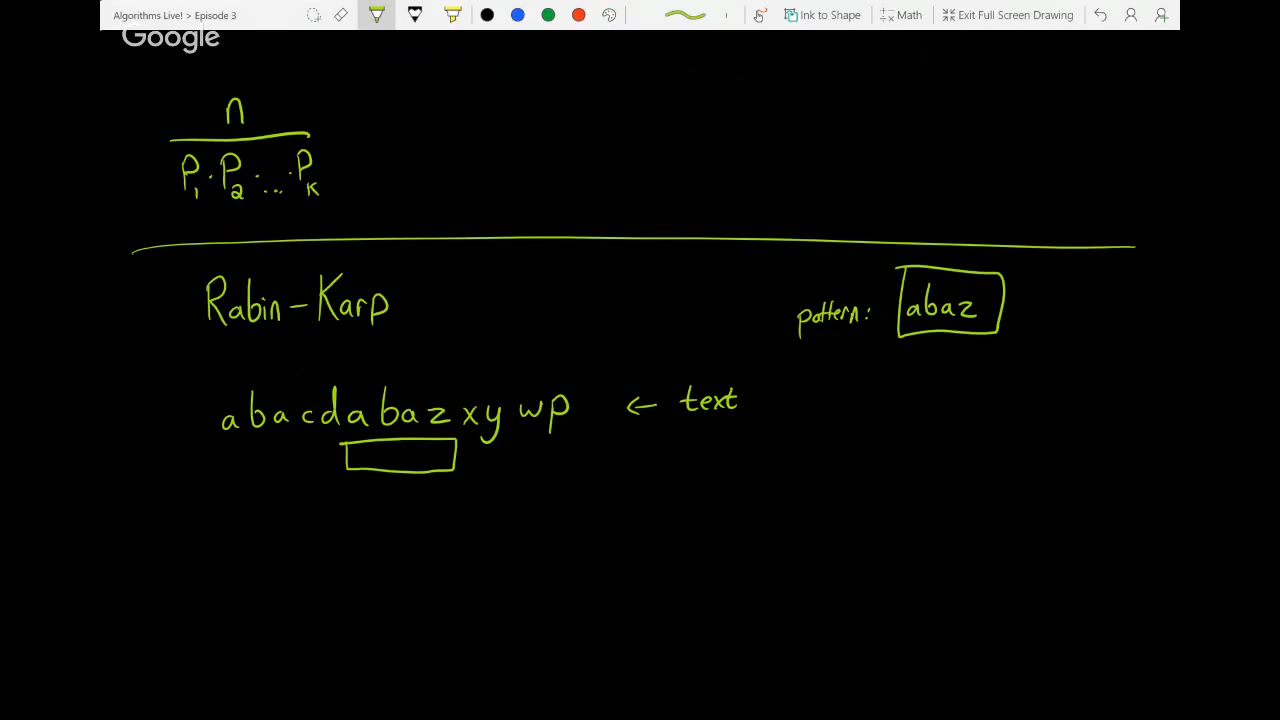 Algorithms Live! > Episode 3
Ink to Shape
Math
Exit Full Screen Drawing
Google
n
P1 · P2 · ... · Pk
Rabin-Karp
pattern: abaz
abacdabazxywp ← text